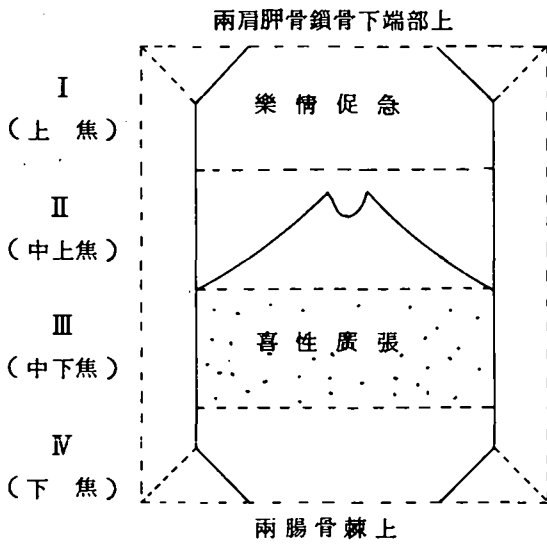 兩肩胛骨鎖骨下端部上
Ⅰ
(上 焦)
樂情促急
Ⅱ
(中上焦)
Ⅲ
(中下焦)
喜性廣張
Ⅳ
(下 焦)
兩腸骨棘上